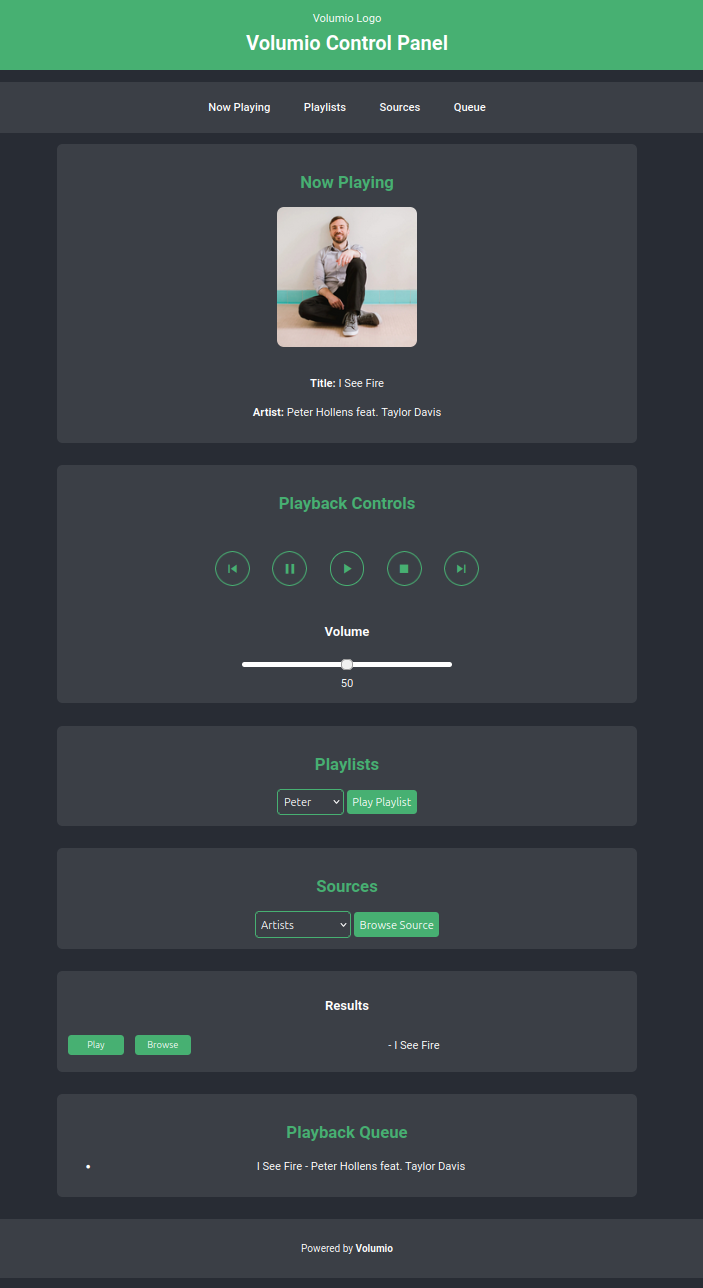 Volumio Logo
Volumio Control Panel
Now Playing Playlists Sources Queue
Now Playing
Title: I See Fire
Artist: Peter Hollens feat. Taylor Davis
Playback Controls
Volume
50
Playlists
Peter Play Playlist
Sources
Artists Browse Source
Results
Play Browse - I See Fire
Playback Queue
• I See Fire - Peter Hollens feat. Taylor Davis
Powered by Volumio